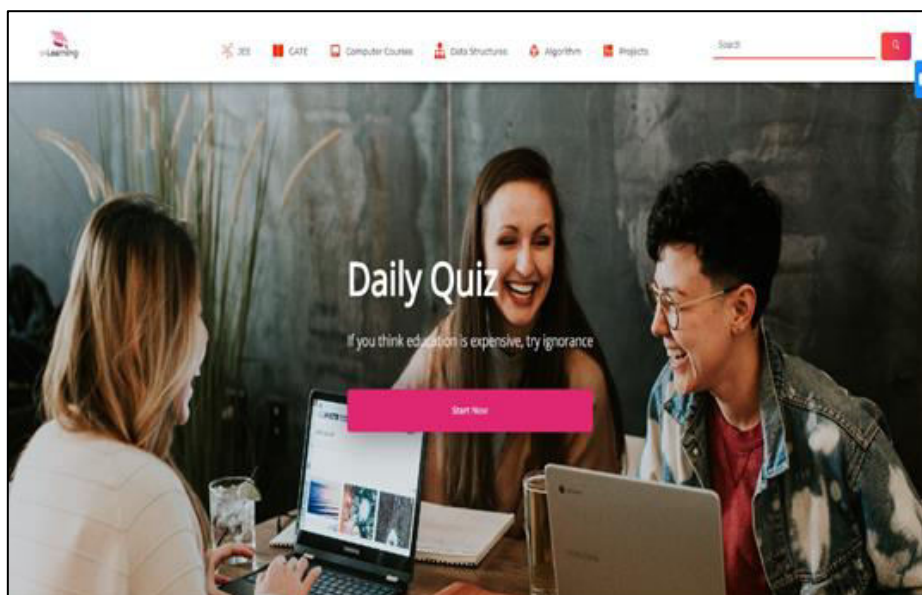 e-Learning
JEE GATE Computer Courses Data Structures Algorithm Projects Search
Daily Quiz
If you think education is expensive, try ignorance
Start Now